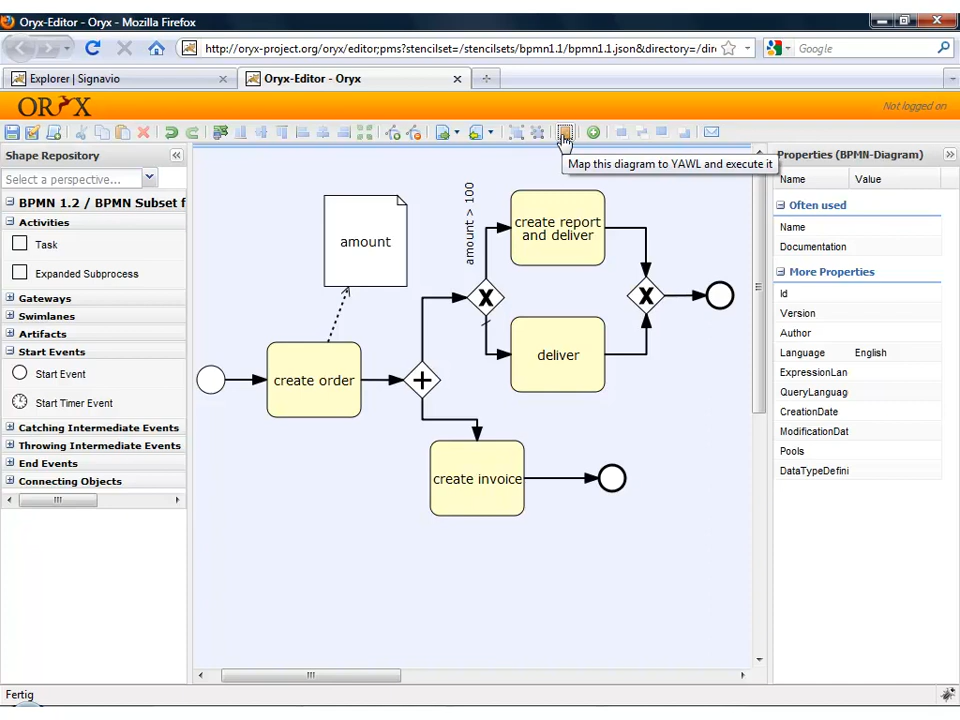 Oryx-Editor - Oryx - Mozilla Firefox
http://oryx-project.org/oryx/editor;pms?stencilset=/stencilsets/bpmn1.1/bpmn1.1.json&directory=/dir
Google
Explorer | Signavio
Oryx-Editor - Oryx
ORYX
Not logged on
Map this diagram to YAWL and execute it
Shape Repository
Select a perspective...
BPMN 1.2 / BPMN Subset f
Activities
Task
Expanded Subprocess
Gateways
Swimlanes
Artifacts
Start Events
Start Event
Start Timer Event
Catching Intermediate Events
Throwing Intermediate Events
End Events
Connecting Objects
amount
amount > 100
create report
and deliver
deliver
create order
create invoice
Properties (BPMN-Diagram)
Name Value
Often used
Name
Documentation
More Properties
Id
Version
Author
Language English
ExpressionLan
QueryLanguag
CreationDate
ModificationDat
Pools
DataTypeDefini
Fertig